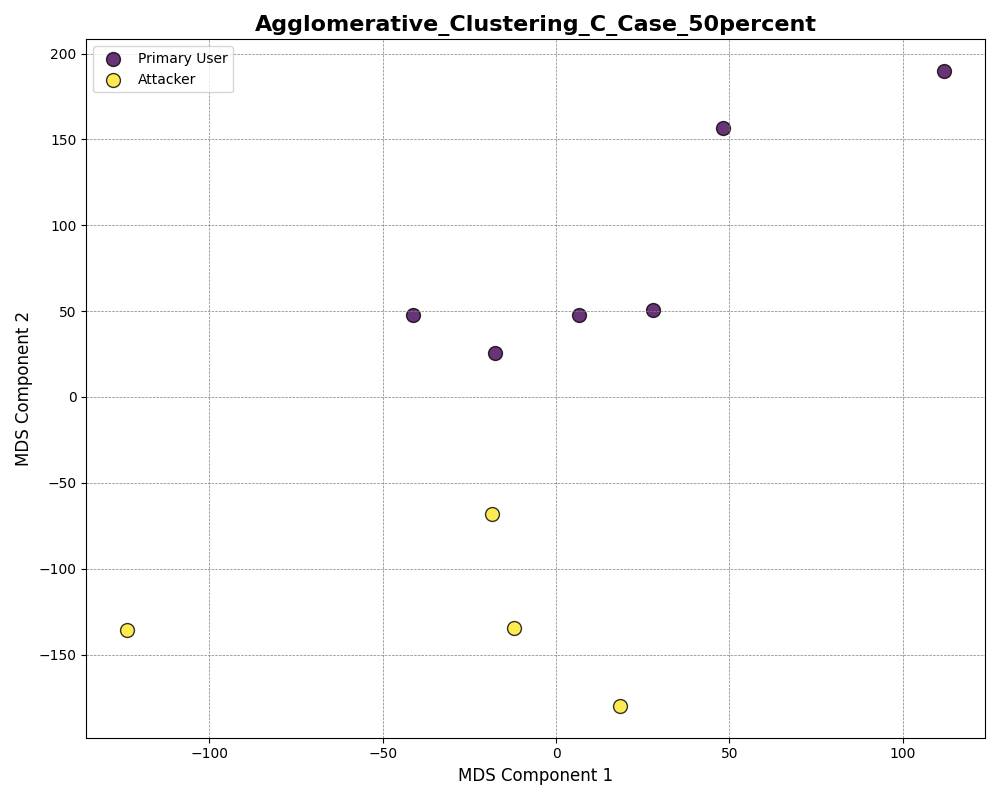 Agglomerative_Clustering_C_Case_50percent
Primary User
Attacker
200
150
100
50
0
−50
−100
−150
MDS Component 2
−100
−50
0
50
100
MDS Component 1